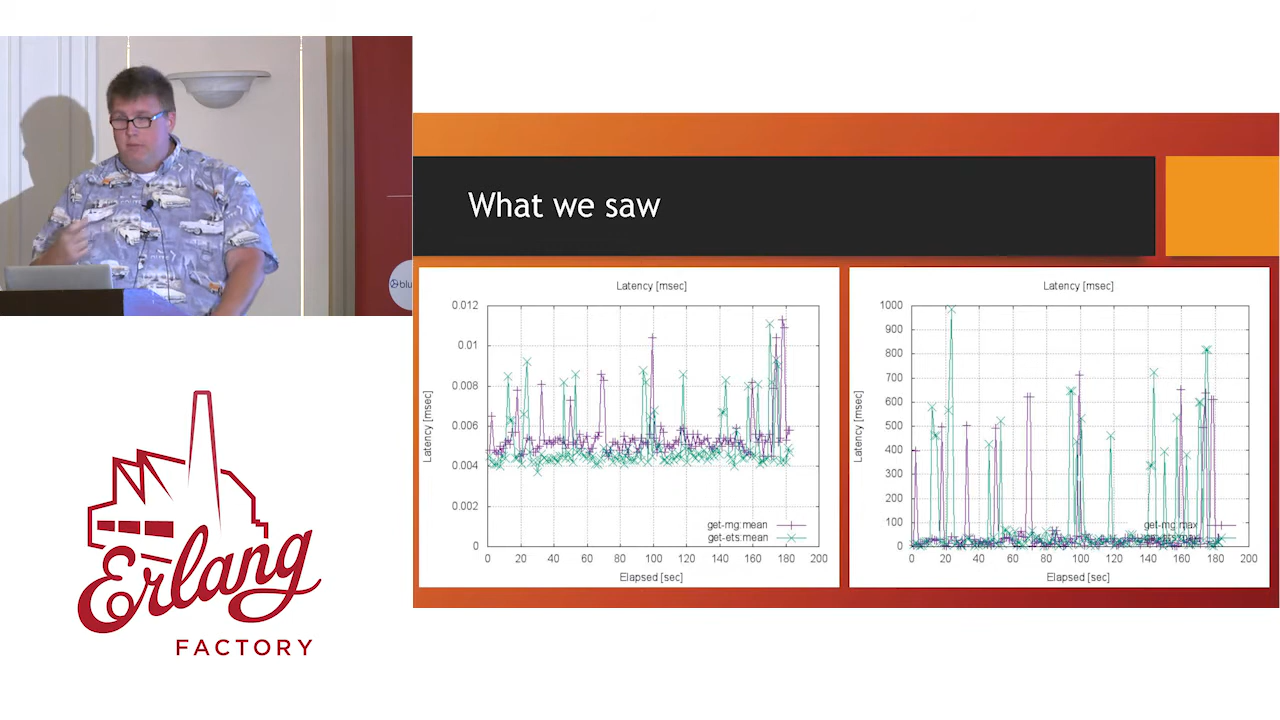 What we saw
Latency [msec]
0.012
0.01
0.008
0.006
0.004
0.002
0
0 20 40 60 80 100 120 140 160 180 200
Latency [msec]
Elapsed [sec]
get-mg:mean
get-ets:mean
Latency [msec]
1000
900
800
700
600
500
400
300
200
100
0
0 20 40 60 80 100 120 140 160 180 200
Latency [msec]
Elapsed [sec]
get-mg:max
blu
Erlang
FACTORY